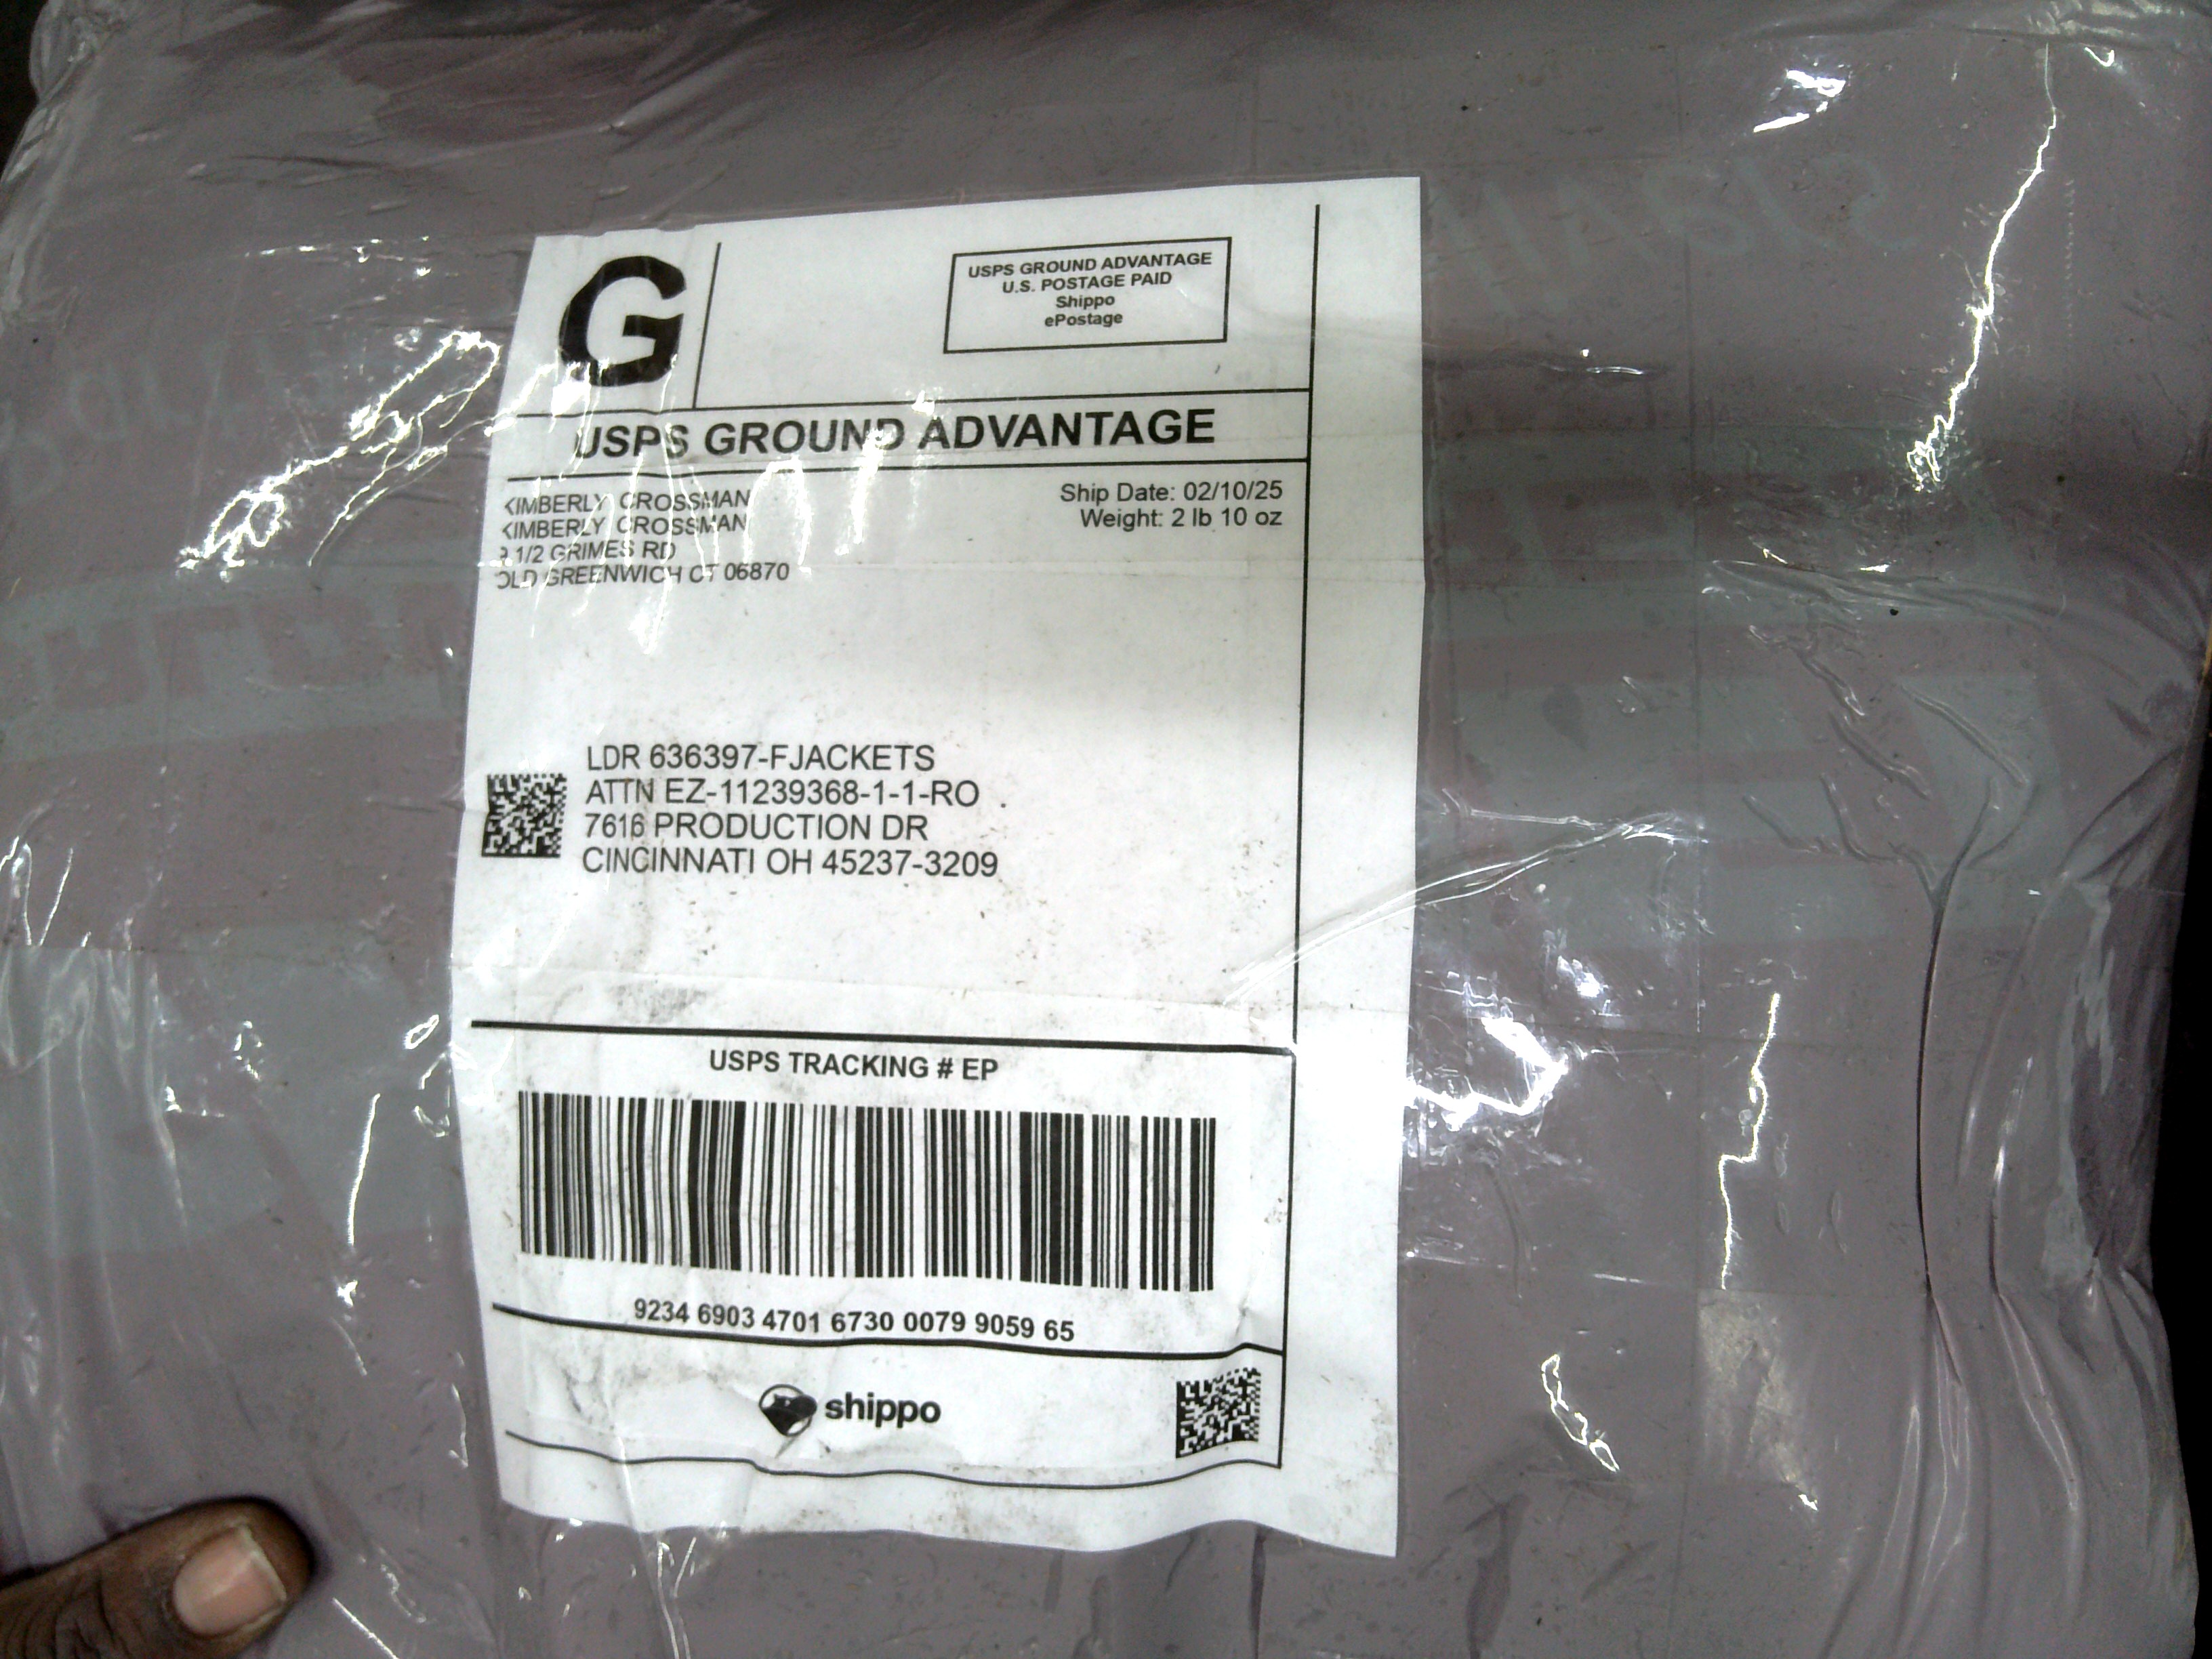 G
USPS GROUND ADVANTAGE
U.S. POSTAGE PAID
Shippo
ePostage
USPS GROUND ADVANTAGE
KIMBERLY CROSSMAN
KIMBERLY CROSSMAN
1/2 GRIMES RD
OLD GREENWICH CT 06870
Ship Date: 02/10/25
Weight: 2 lb 10 oz
LDR 636397-FJACKETS
ATTN EZ-11239368-1-1-RO .
7616 PRODUCTION DR
CINCINNATI OH 45237-3209
USPS TRACKING # EP
9234 6903 4701 6730 0079 9059 65
shippo